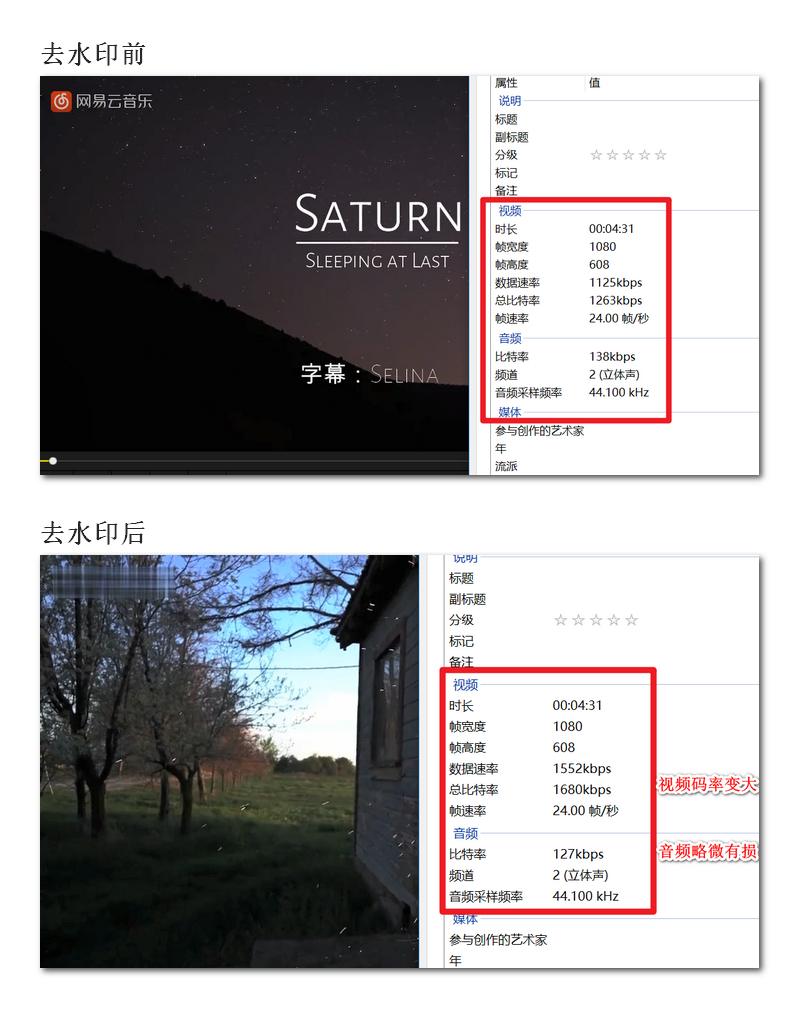 去水印前
网易云音乐
SATURN
SLEEPING AT LAST
字幕：SELINA
属性 值
说明
标题
副标题
分级 ☆☆☆☆☆
标记
备注
视频
时长 00:04:31
帧宽度 1080
帧高度 608
数据速率 1125kbps
总比特率 1263kbps
帧速率 24.00 帧/秒
音频
比特率 138kbps
频道 2 (立体声)
音频采样频率 44.100 kHz
媒体
参与创作的艺术家
年
流派
去水印后
说明
标题
副标题
分级 ☆☆☆☆☆
标记
备注
视频
时长 00:04:31
帧宽度 1080
帧高度 608
数据速率 1552kbps
总比特率 1680kbps
视频码率变大
帧速率 24.00 帧/秒
音频
比特率 127kbps
音频略微有损
频道 2 (立体声)
音频采样频率 44.100 kHz
媒体
参与创作的艺术家
年